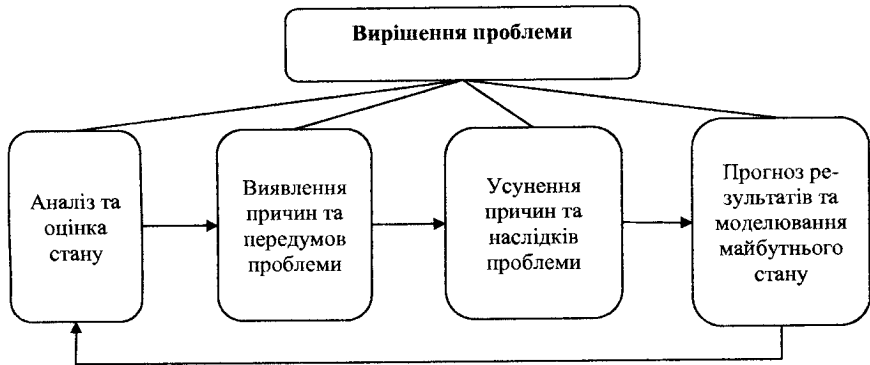 Вирішення проблеми
Аналіз та
оцінка
стану
Виявлення
причин та
передумов
проблеми
Усунення
причин та
наслідків
проблеми
Прогноз ре-
зультатів та
моделювання
майбутнього
стану